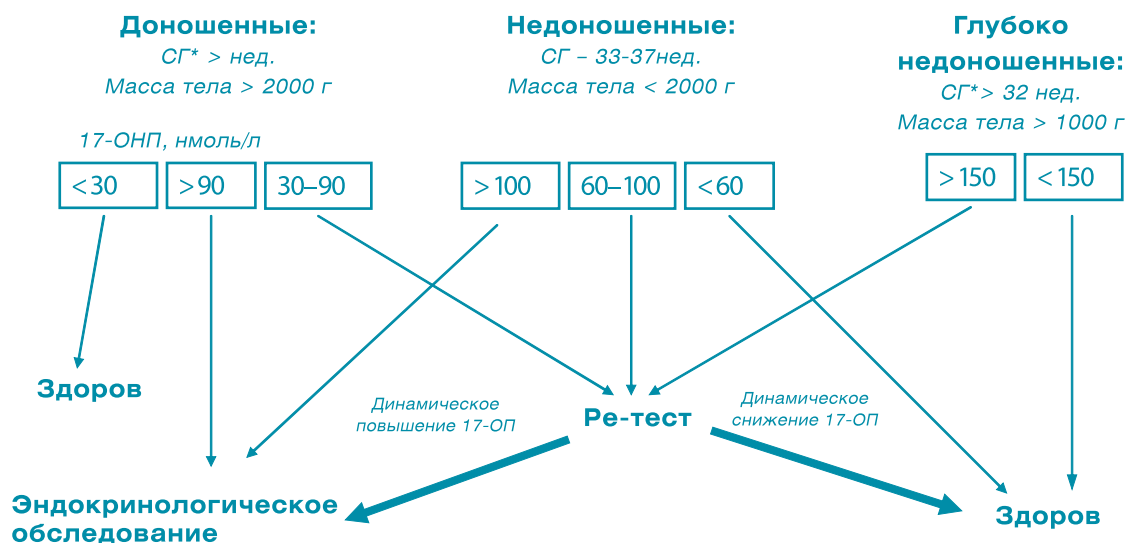 Доношенные:
СГ* > нед.
Масса тела > 2000 г
Недоношенные:
СГ – 33-37нед.
Масса тела < 2000 г
Глубоко
недоношенные:
СГ*> 32 нед.
Масса тела > 1000 г
17-ОНП, нмоль/л
<30
>90
30–90
>100
60–100
<60
>150
<150
Здоров
Динамическое
повышение 17-ОП
Ре-тест
Динамическое
снижение 17-ОП
Эндокринологическое
обследование
Здоров